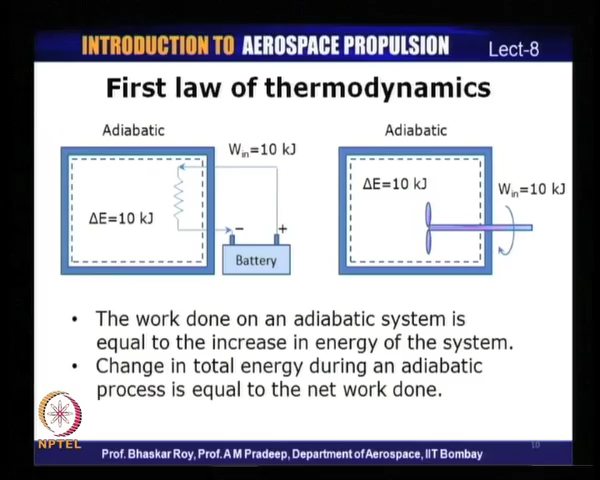 INTRODUCTION TO AEROSPACE PROPULSION
Lect-8
First law of thermodynamics
Adiabatic
Win=10 kJ
ΔE=10 kJ
− +
Battery
Adiabatic
ΔE=10 kJ
Win=10 kJ
• The work done on an adiabatic system is
equal to the increase in energy of the system.
• Change in total energy during an adiabatic
process is equal to the net work done.
NPTEL
10
Prof. Bhaskar Roy, Prof. A M Pradeep, Department of Aerospace, IIT Bombay